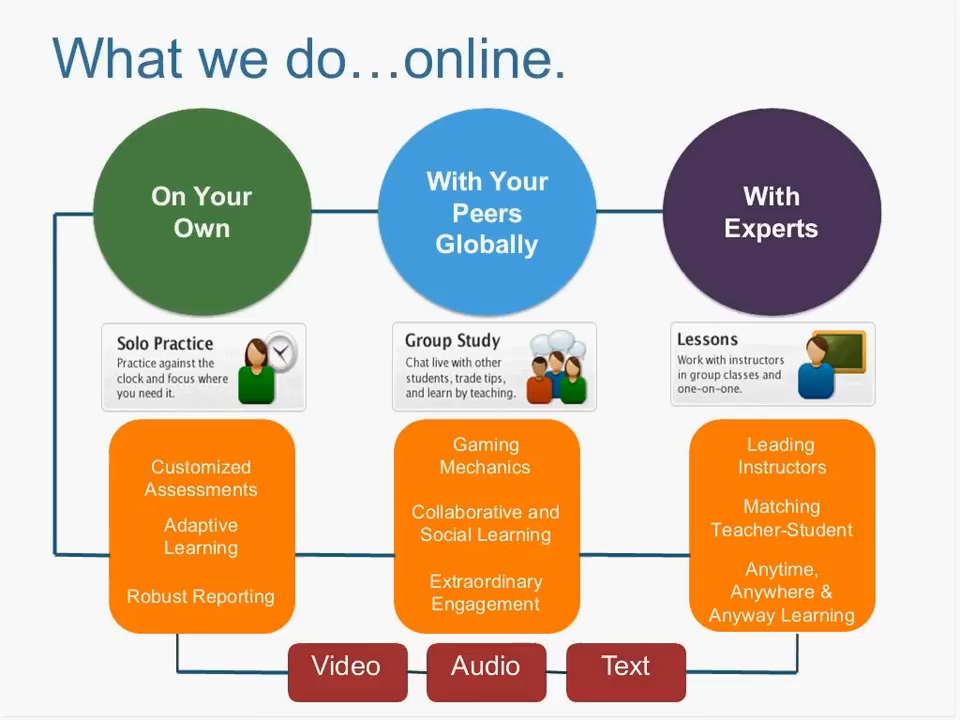 What we do…online.
On Your
Own
With Your
Peers
Globally
With
Experts
Solo Practice
Practice against the
clock and focus where
you need it.
Group Study
Chat live with other
students, trade tips,
and learn by teaching.
Lessons
Work with instructors
in group classes and
one-on-one.
Customized
Assessments
Adaptive
Learning
Robust Reporting
Gaming
Mechanics
Collaborative and
Social Learning
Extraordinary
Engagement
Leading
Instructors
Matching
Teacher-Student
Anytime,
Anywhere &
Anyway Learning
Video
Audio
Text